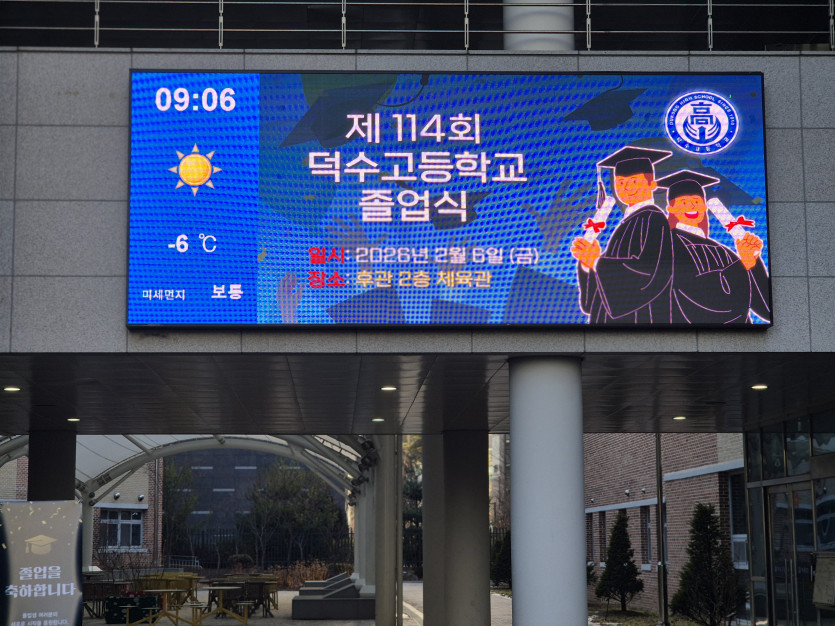 09:06
-6 ℃
미세먼지 보통
제 114회
덕수고등학교
졸업식
일시: 2026년 2월 6일 (금)
장소: 후관 2층 체육관
高
졸업을
축하합니다